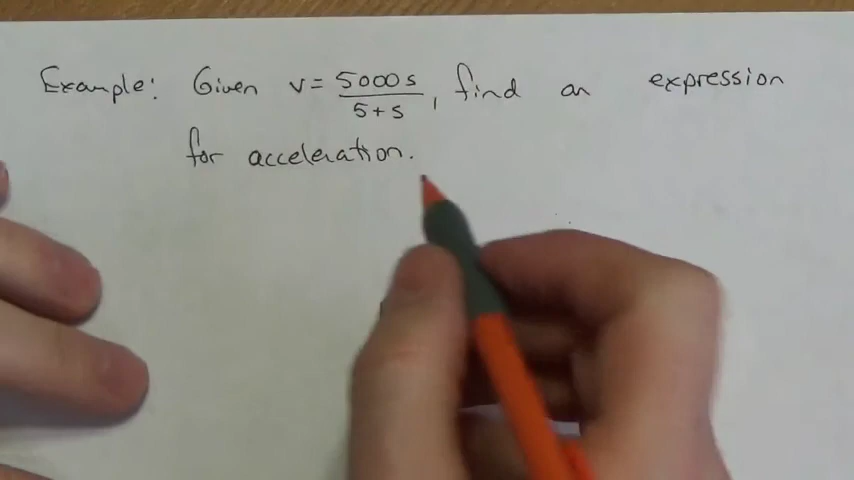 Example: Given v = 5000s / 5+s, find an expression
for acceleration.